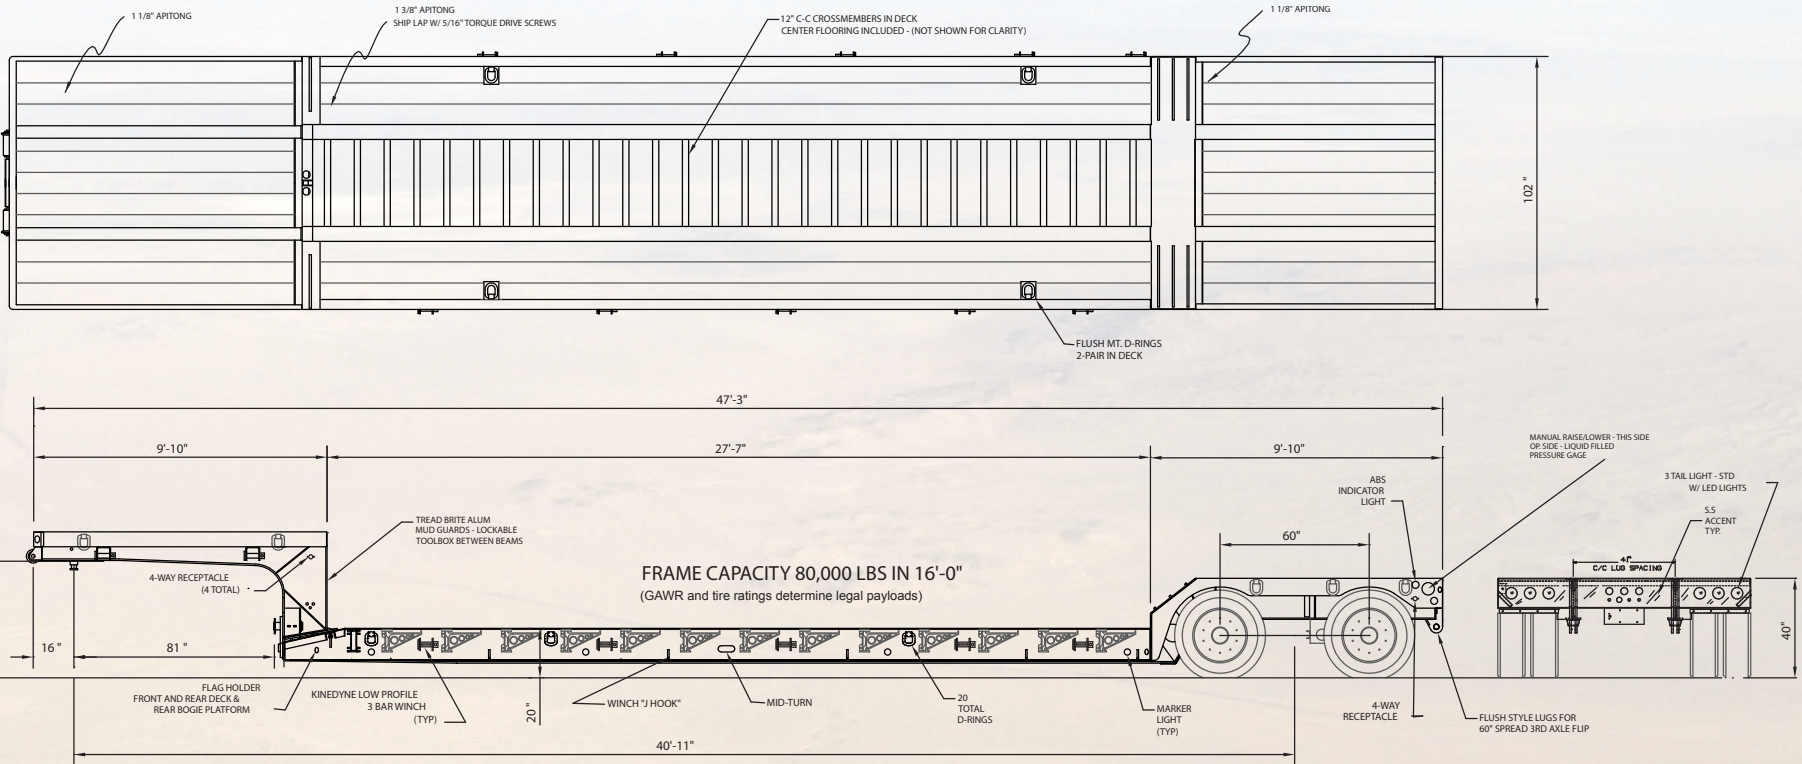 1 1/8" APITONG
1 3/8" APITONG
SHIP LAP W/ 5/16" TORQUE DRIVE SCREWS
12" C-C CROSSMEMBERS IN DECK
CENTER FLOORING INCLUDED - (NOT SHOWN FOR CLARITY)
1 1/8" APITONG
102 "
FLUSH MT. D-RINGS
2-PAIR IN DECK
47'-3"
9'-10"
27'-7"
9'-10"
MANUAL RAISE/LOWER - THIS SIDE
OP. SIDE - LIQUID FILLED
PRESSURE GAGE
ABS
INDICATOR
LIGHT
3 TAIL LIGHT - STD
W/ LED LIGHTS
S.S
ACCENT
TYP.
TREAD BRITE ALUM
MUD GUARDS - LOCKABLE
TOOLBOX BETWEEN BEAMS
60"
41"
C/C LUG SPACING
4-WAY RECEPTACLE
(4 TOTAL)
FRAME CAPACITY 80,000 LBS IN 16'-0"
(GAWR and tire ratings determine legal payloads)
16 "
81 "
40"
FLAG HOLDER
FRONT AND REAR DECK &
REAR BOGIE PLATFORM
KINEDYNE LOW PROFILE
3 BAR WINCH
(TYP)
20 "
WINCH "J HOOK"
MID-TURN
20
TOTAL
D-RINGS
MARKER
LIGHT
(TYP)
4-WAY
RECEPTACLE
FLUSH STYLE LUGS FOR
60" SPREAD 3RD AXLE FLIP
40'-11"